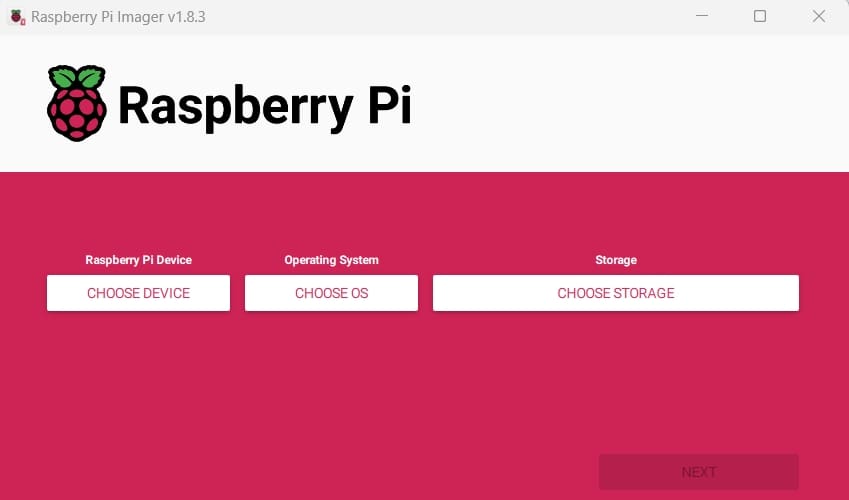 Raspberry Pi Imager v1.8.3
Raspberry Pi
Raspberry Pi Device
Operating System
Storage
CHOOSE DEVICE
CHOOSE OS
CHOOSE STORAGE
NEXT